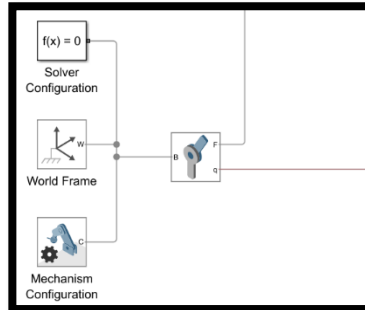 f(x) = 0
Solver
Configuration
W
World Frame
B
F
q
C
Mechanism
Configuration